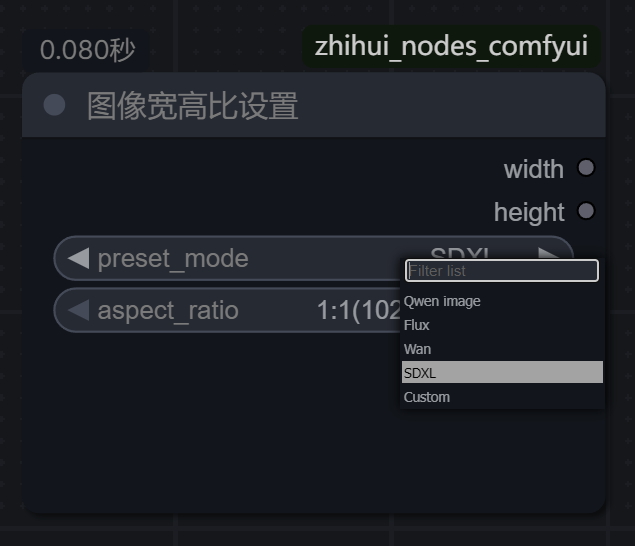 0.080秒
zhihui_nodes_comfyui
图像宽高比设置
width
height
preset_mode SDXL
aspect_ratio 1:1(102
Filter list
Qwen image
Flux
Wan
SDXL
Custom